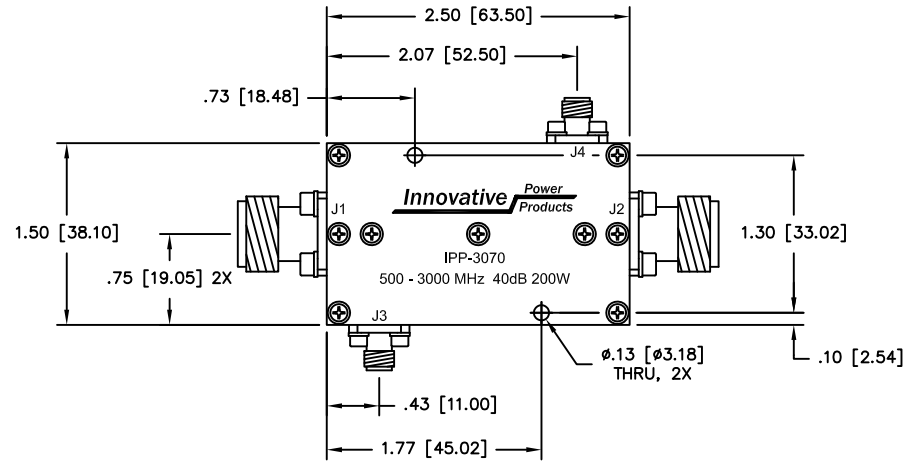 2.50 [63.50]
2.07 [52.50]
.73 [18.48]
J4
Innovative Power Products
J1
J2
1.50 [38.10]
1.30 [33.02]
.75 [19.05] 2X
IPP-3070
500 - 3000 MHz 40dB 200W
J3
ø.13 [ø3.18]
THRU, 2X
.10 [2.54]
.43 [11.00]
1.77 [45.02]